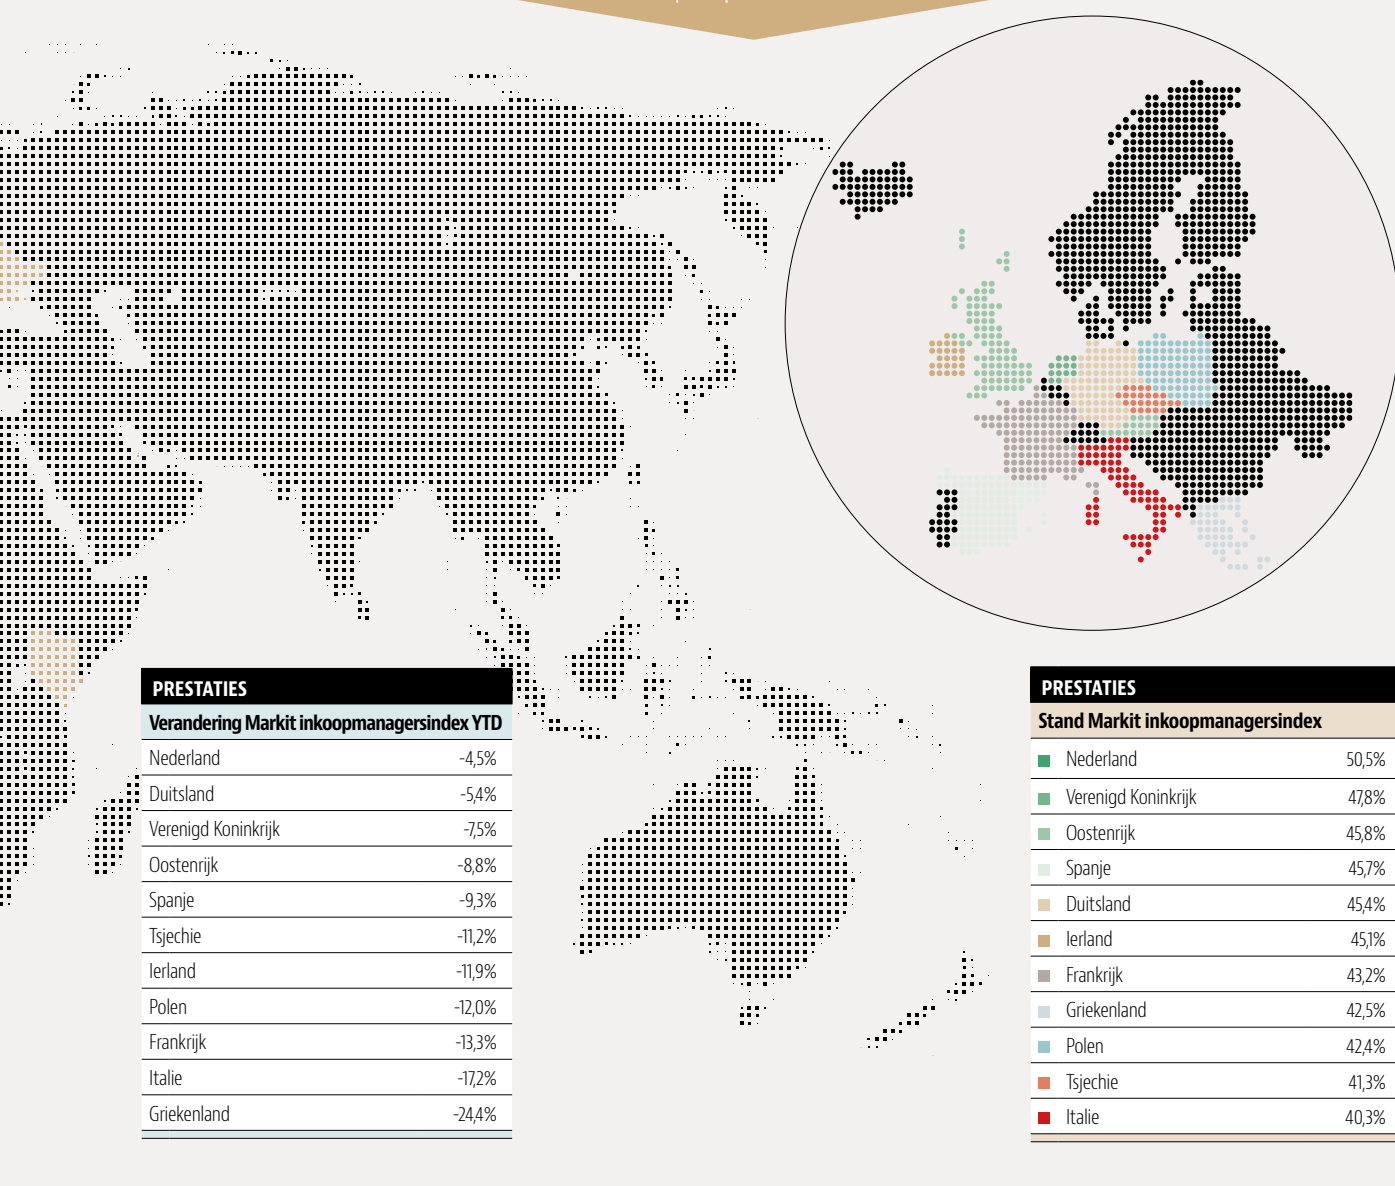 PRESTATIES
Verandering Markit inkoopmanagersindex YTD
Nederland -4,5%
Duitsland -5,4%
Verenigd Koninkrijk -7,5%
Oostenrijk -8,8%
Spanje -9,3%
Tsjechie -11,2%
Ierland -11,9%
Polen -12,0%
Frankrijk -13,3%
Italie -17,2%
Griekenland -24,4%
PRESTATIES
Stand Markit inkoopmanagersindex
Nederland 50,5%
Verenigd Koninkrijk 47,8%
Oostenrijk 45,8%
Spanje 45,7%
Duitsland 45,4%
Ierland 45,1%
Frankrijk 43,2%
Griekenland 42,5%
Polen 42,4%
Tsjechie 41,3%
Italie 40,3%